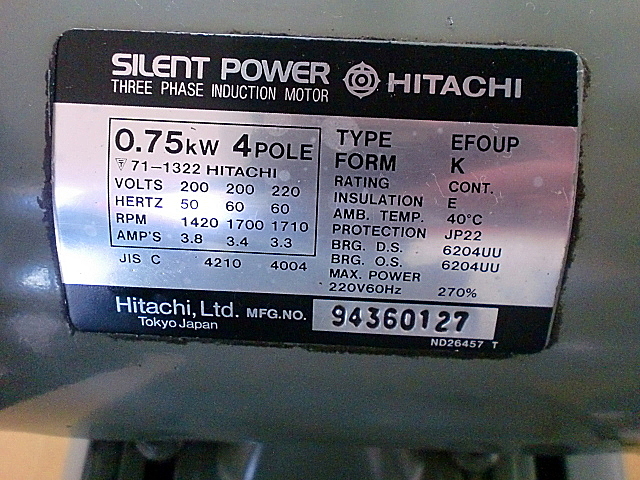 SILENT POWER HITACHI
THREE PHASE INDUCTION MOTOR
0.75kW 4POLE
71-1322 HITACHI
VOLTS 200 200 220
HERTZ 50 60 60
RPM 1420 1700 1710
AMP'S 3.8 3.4 3.3
JIS C 4210 4004
TYPE EFOUP
FORM K
RATING CONT.
INSULATION E
AMB. TEMP. 40°C
PROTECTION JP22
BRG. D.S. 6204UU
BRG. O.S. 6204UU
MAX. POWER
220V60Hz 270%
Hitachi, Ltd. MFG.NO. 94360127
Tokyo Japan
ND26457 T